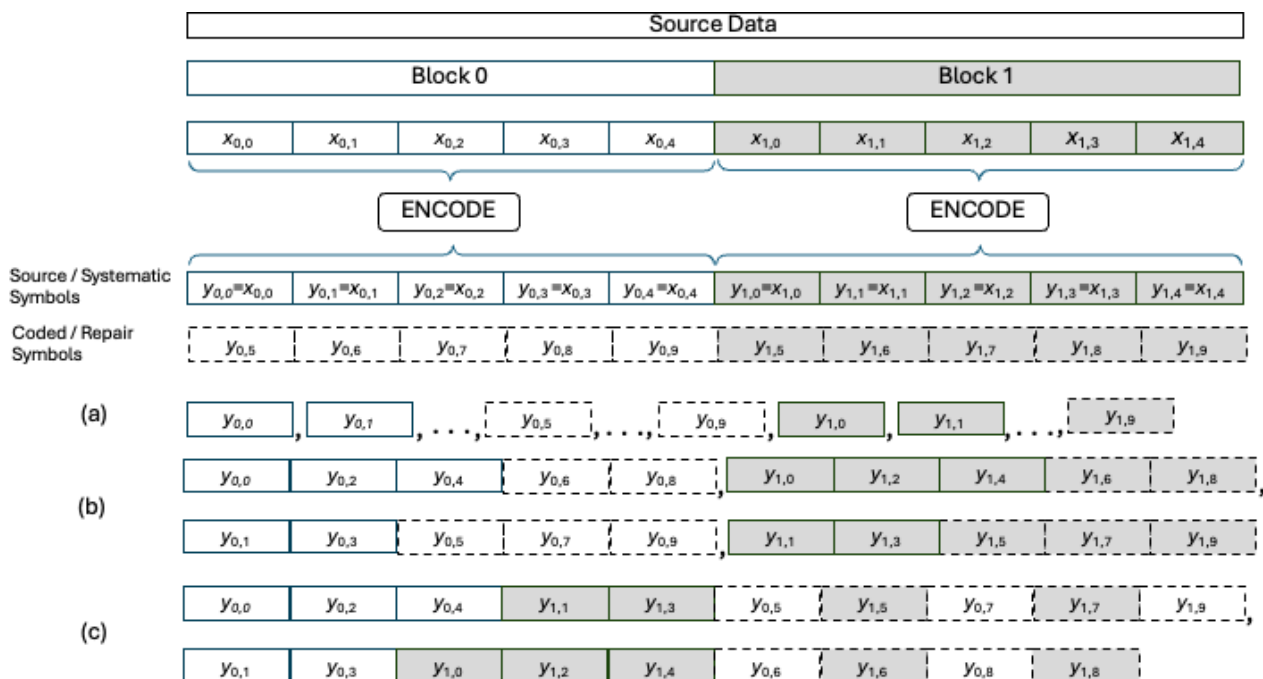 Source Data
Block 0 Block 1
x0,0 x0,1 x0,2 x0,3 x0,4 x1,0 x1,1 x1,2 x1,3 x1,4
ENCODE ENCODE
Source / Systematic
Symbols
y0,0=x0,0 y0,1=x0,1 y0,2=x0,2 y0,3=x0,3 y0,4=x0,4 y1,0=x1,0 y1,1=x1,1 y1,2=x1,2 y1,3=x1,3 y1,4=x1,4
Coded / Repair
Symbols
y0,5 y0,6 y0,7 y0,8 y0,9 y1,5 y1,6 y1,7 y1,8 y1,9
(a)
y0,0 , y0,1 , . . . , y0,5 , . . . , y0,9 , y1,0 , y1,1 , . . . , y1,9
(b)
y0,0 y0,2 y0,4 y0,6 y0,8 , y1,0 y1,2 y1,4 y1,6 y1,8 ,
y0,1 y0,3 y0,5 y0,7 y0,9 , y1,1 y1,3 y1,5 y1,7 y1,9
(c)
y0,0 y0,2 y0,4 y1,1 y1,3 y0,5 y1,5 y0,7 y1,7 y1,9 ,
y0,1 y0,3 y1,0 y1,2 y1,4 y0,6 y1,6 y0,8 y1,8